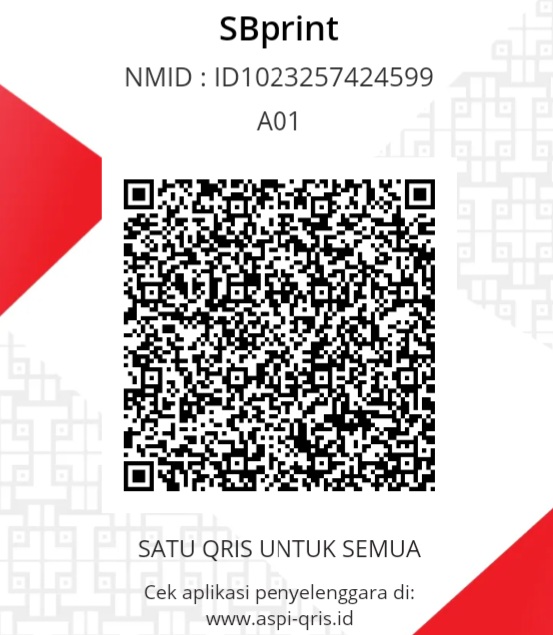 SBprint
NMID : ID1023257424599
A01
SATU QRIS UNTUK SEMUA
Cek aplikasi penyelenggara di:
www.aspi-qris.id